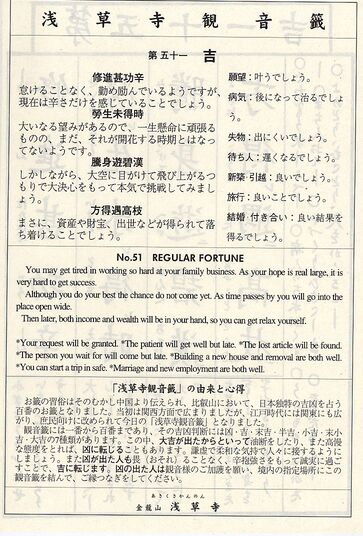 浅草寺観音籤
第五十一 吉
修進甚功辛
怠けることなく、勤め励んでいるようですが、
現在は辛さだけを感じていることでしょう。
勞生未得時
大いなる望みがあるので、一生懸命に頑張る
ものの、まだ、それが開花する時期とはなっ
てないようです。
騰身遊碧漢
しかしながら、大空に目がけて飛び上がるつ
もりで大決心をもって本気で挑戦してみまし
ょう。
方得遇高枝
まさに、資産や財宝、出世などが得られて落
ち着けることでしょう。
願望：叶うでしょう。
病気：後になって治るでしょ
う。
失物：出にくいでしょう。
待ち人：遅くなるでしょう。
新築・引越：良いでしょう。
旅行：良いことでしょう。
結婚・付き合い：良い結果を
得るでしょう。
No.51 REGULAR FORTUNE
You may get tired in working so hard at your family business. As your hope is real large, it is
very hard to get success.
Although you do your best the chance do not come yet. As time passes by you will go into the
place open wide.
Then later, both income and wealth will be in your hand, so you can get relax yourself.
*Your request will be granted. *The patient will get well but late. *The lost article will be found.
*The person you wait for will come but late. *Building a new house and removal are both well.
*You can start a trip in safe. *Marriage and new employment are both well.
「浅草寺観音籤」の由来と心得
お籤の習俗はそのむかし中国より伝えられ、比叡山において、日本独特の吉凶を占う
百番のお籤となりました。当初は関西方面で広まりましたが、江戸時代には関東にも広
がり、庶民向けに改められて今日の「浅草寺観音籤」となりました。
観音籤には一番から百番まであり、その吉凶判断には凶・吉・末吉・半吉・小吉・末小
吉・大吉の7種類があります。この中、大吉が出たからといって油断をしたり、また高慢
な態度をとれば、凶に転じることもあります。謙虚で柔和な気持で人々に接するように
しましょう。また凶が出た人も畏（おそれ）ることなく、辛抱強さをもって誠実に過ご
すことで、吉に転じます。凶の出た人は観音様のご加護を願い、境内の指定場所にこの
観音籤を結んで、ご縁つなぎをしてください。
あさくさかんのん
金龍山 浅草寺